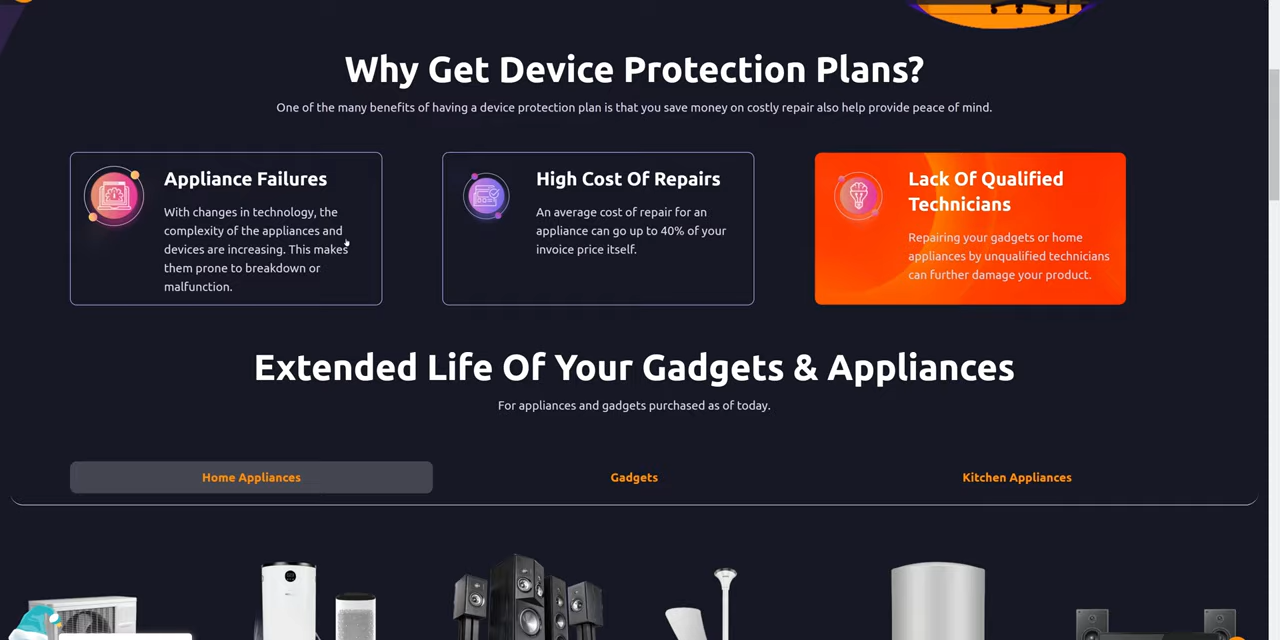 Why Get Device Protection Plans?
One of the many benefits of having a device protection plan is that you save money on costly repair also help provide peace of mind.
Appliance Failures
With changes in technology, the
complexity of the appliances and
devices are increasing. This makes
them prone to breakdown or
malfunction.
High Cost Of Repairs
An average cost of repair for an
appliance can go up to 40% of your
invoice price itself.
Lack Of Qualified
Technicians
Repairing your gadgets or home
appliances by unqualified technicians
can further damage your product.
Extended Life Of Your Gadgets & Appliances
For appliances and gadgets purchased as of today.
Home Appliances
Gadgets
Kitchen Appliances